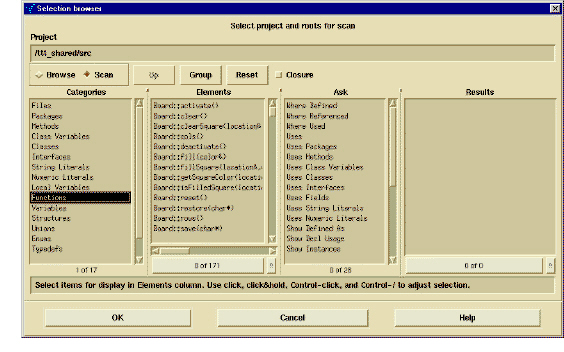 Selection browser
Select project and roots for scan
Project
/ttt_shared/src
Browse Scan Up Group Reset Closure
Categories Elements Ask Results
Files
Packages
Methods
Class Variables
Classes
Interfaces
String Literals
Numeric Literals
Local Variables
Functions
Variables
Structures
Unions
Enums
Typedefs
1 of 17
Board::activate()
Board::clear()
Board::clearSquare(location&
Board::cols()
Board::deactivate()
Board::fill(color&)
Board::fillSquare(location&,
Board::getSquareColor(locati
Board::isFilledSquare(locati
Board::reset()
Board::restore(char*)
Board::rows()
Board::save(char*)
0 of 171
Where Defined
Where Referenced
Where Used
Uses
Uses Packages
Uses Methods
Uses Class Variables
Uses Classes
Uses Interfaces
Uses Fields
Uses String Literals
Uses Numeric Literals
Show Defined As
Show Decl Usage
Show Instances
0 of 28
0 of 0
Select items for display in Elements column. Use click, click&hold, Control-click, and Control-/ to adjust selection.
OK Cancel Help